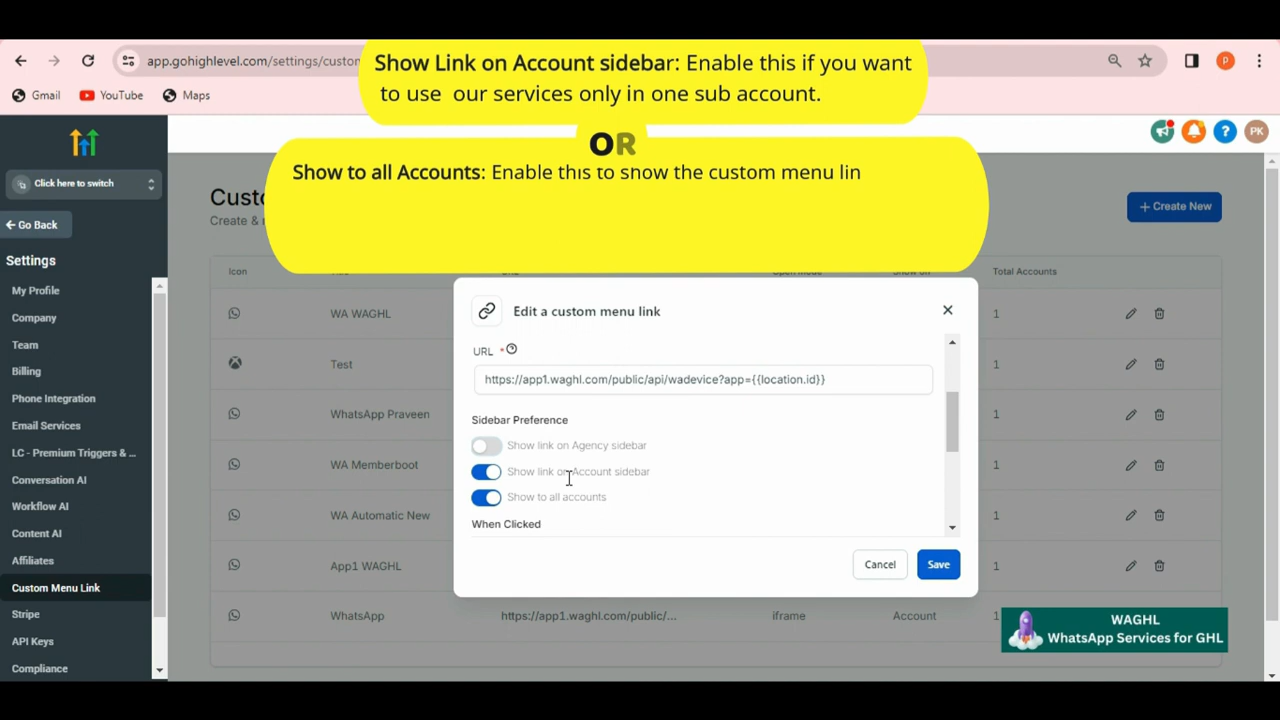 Show Link on Account sidebar: Enable this if you want
to use our services only in one sub account.
OR
Show to all Accounts: Enable this to show the custom menu lin
app.gohighlevel.com/settings/custo
Gmail
YouTube
Maps
P
PK
Click here to switch
Go Back
Settings
My Profile
Company
Team
Billing
Phone Integration
Email Services
LC - Premium Triggers & ...
Conversation AI
Workflow AI
Content AI
Affiliates
Custom Menu Link
Stripe
API Keys
Compliance
Custo
Create &
+ Create New
Icon
Total Accounts
WA WAGHL
1
Test
1
WhatsApp Praveen
1
WA Memberboot
1
WA Automatic New
1
App1 WAGHL
1
WhatsApp https://app1.waghl.com/public/... iframe Account 1
Edit a custom menu link
URL *
https://app1.waghl.com/public/api/wadevice?app={{location.id}}
Sidebar Preference
Show link on Agency sidebar
Show link on Account sidebar
Show to all accounts
When Clicked
Cancel
Save
WAGHL
WhatsApp Services for GHL